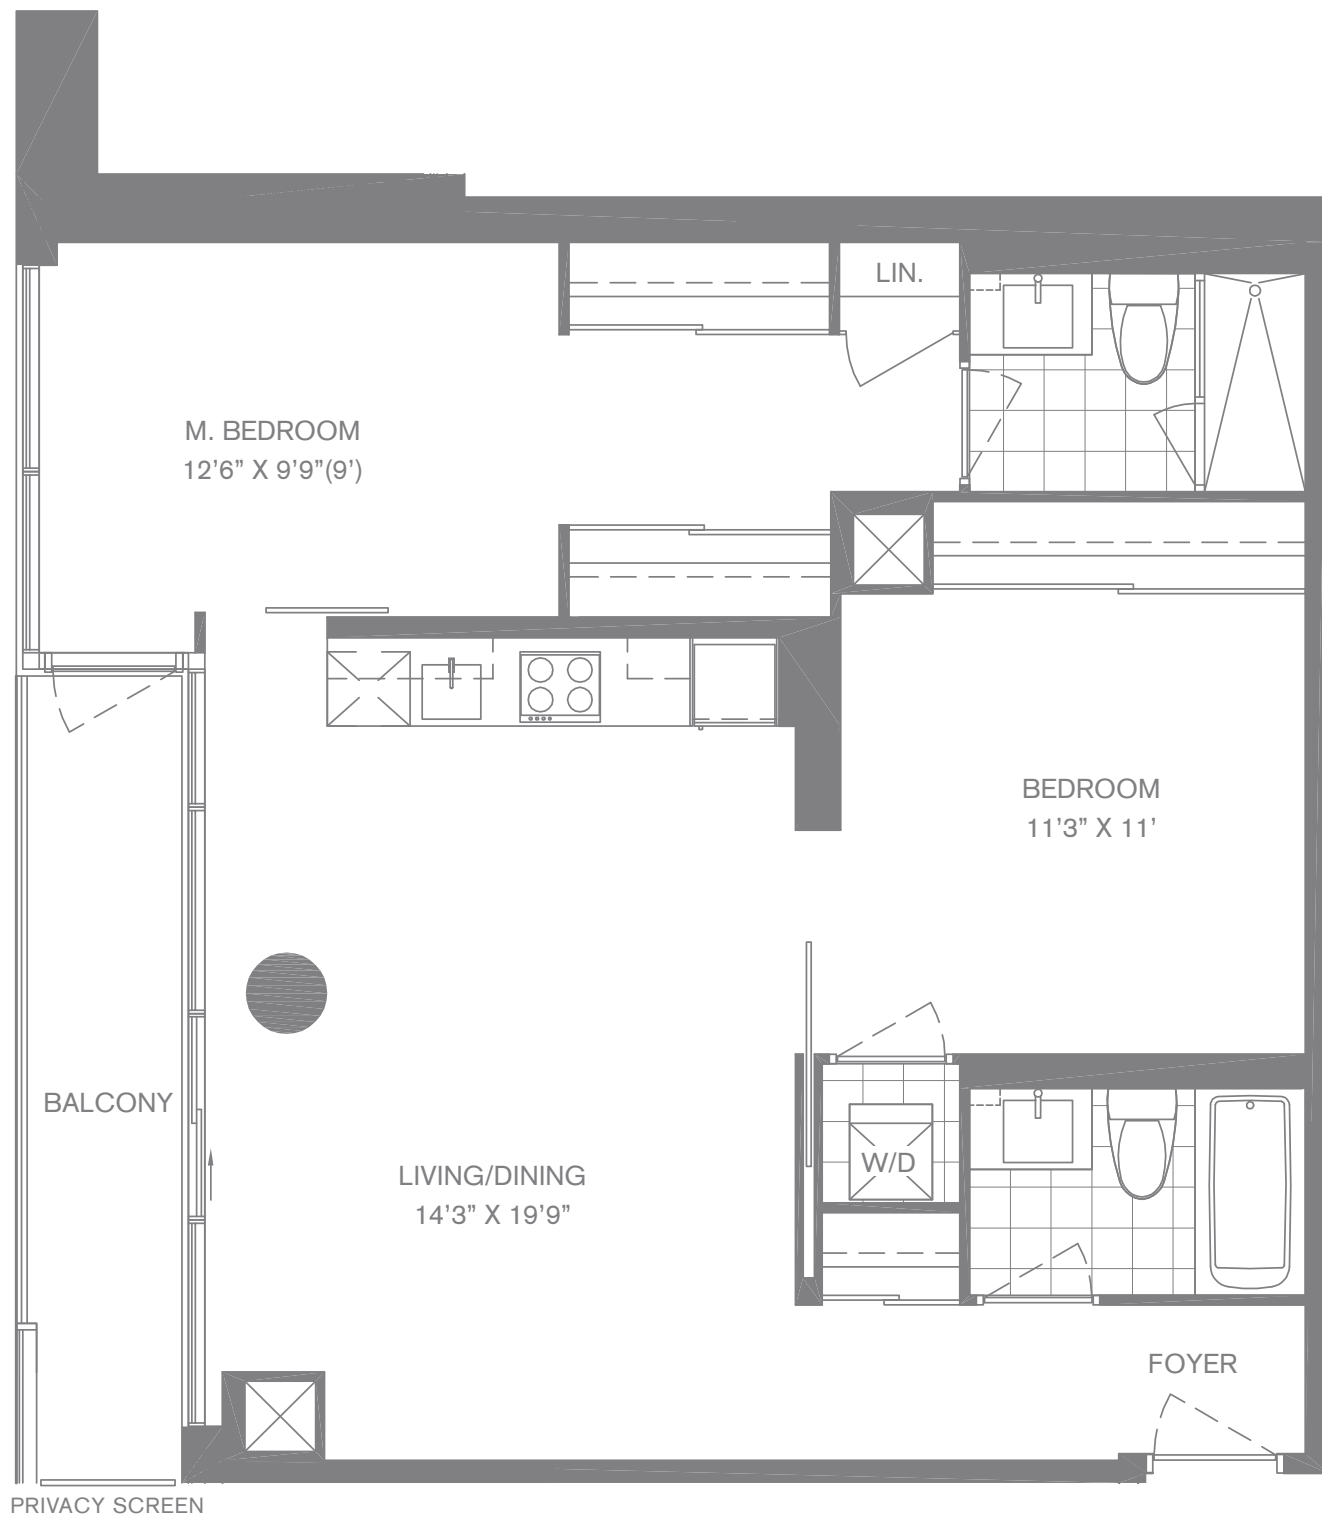 LIN.
M. BEDROOM
12’6” X 9’9”(9’)
BEDROOM
11’3” X 11’
BALCONY
LIVING/DINING
14’3” X 19’9”
W/D
FOYER
PRIVACY SCREEN